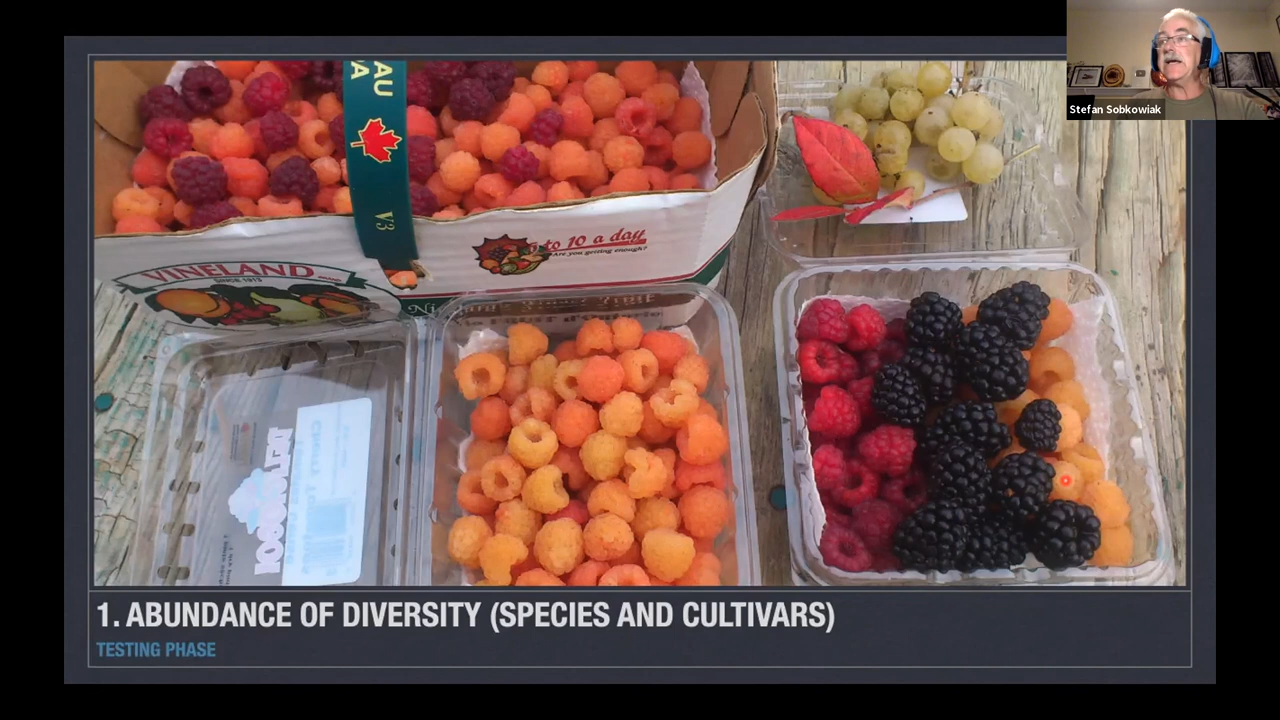 Stefan Sobkowiak
AU
A
V3
5 to 10 a day
Are you getting enough?
VINELAND
SINCE 1913
1. ABUNDANCE OF DIVERSITY (SPECIES AND CULTIVARS)
TESTING PHASE